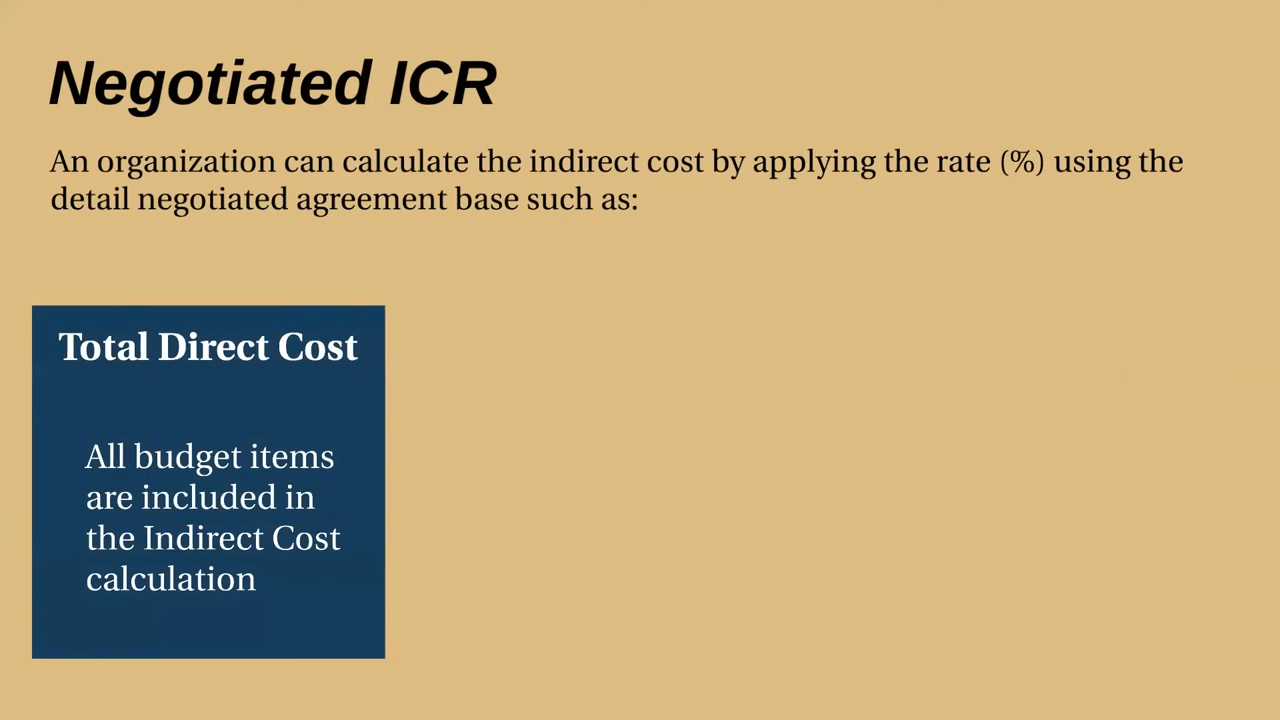 Negotiated ICR
An organization can calculate the indirect cost by applying the rate (%) using the
detail negotiated agreement base such as:
Total Direct Cost
All budget items
are included in
the Indirect Cost
calculation